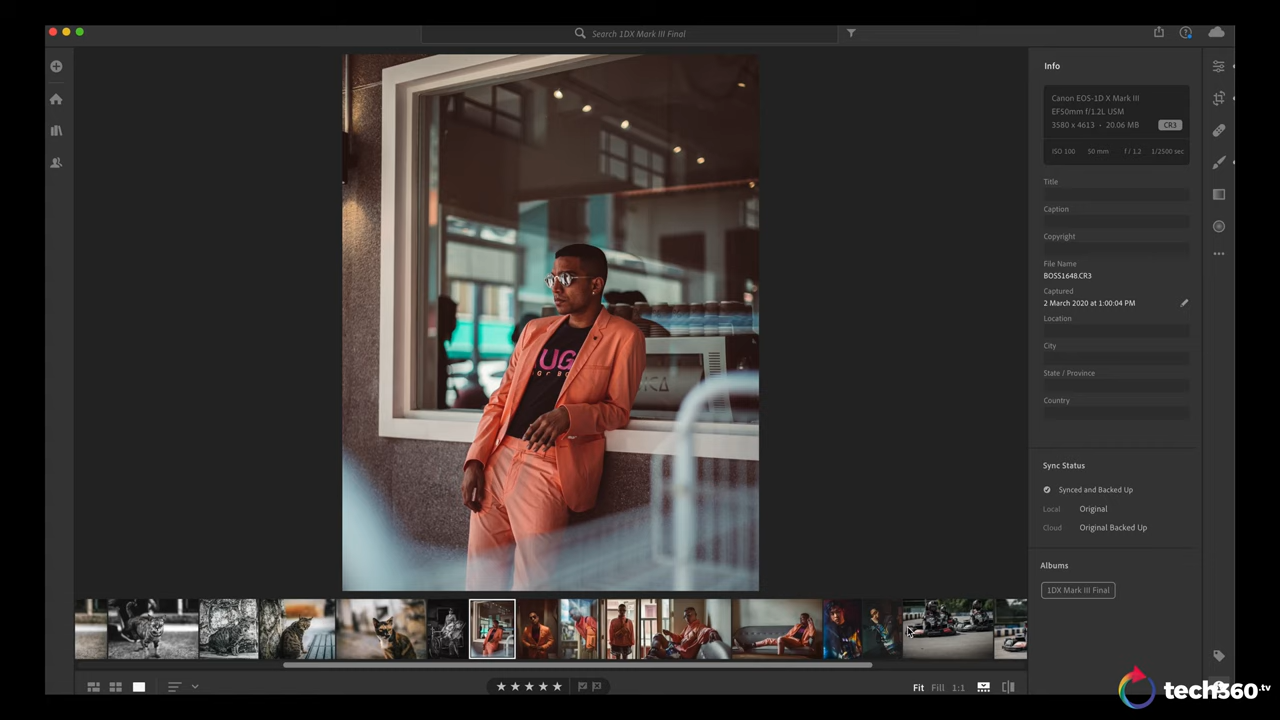 Search 1DX Mark III Final
Info
Canon EOS-1D X Mark III
EF50mm f/1.2L USM
3580 x 4613 • 20.06 MB CR3
ISO 100 50 mm f / 1.2 1/2500 sec
Title
Caption
Copyright
File Name
BOSS1648.CR3
Captured
2 March 2020 at 1:00:04 PM
Location
City
State / Province
Country
Sync Status
Synced and Backed Up
Local Original
Cloud Original Backed Up
Albums
1DX Mark III Final
UG
Fit Fill 1:1
tech360.tv